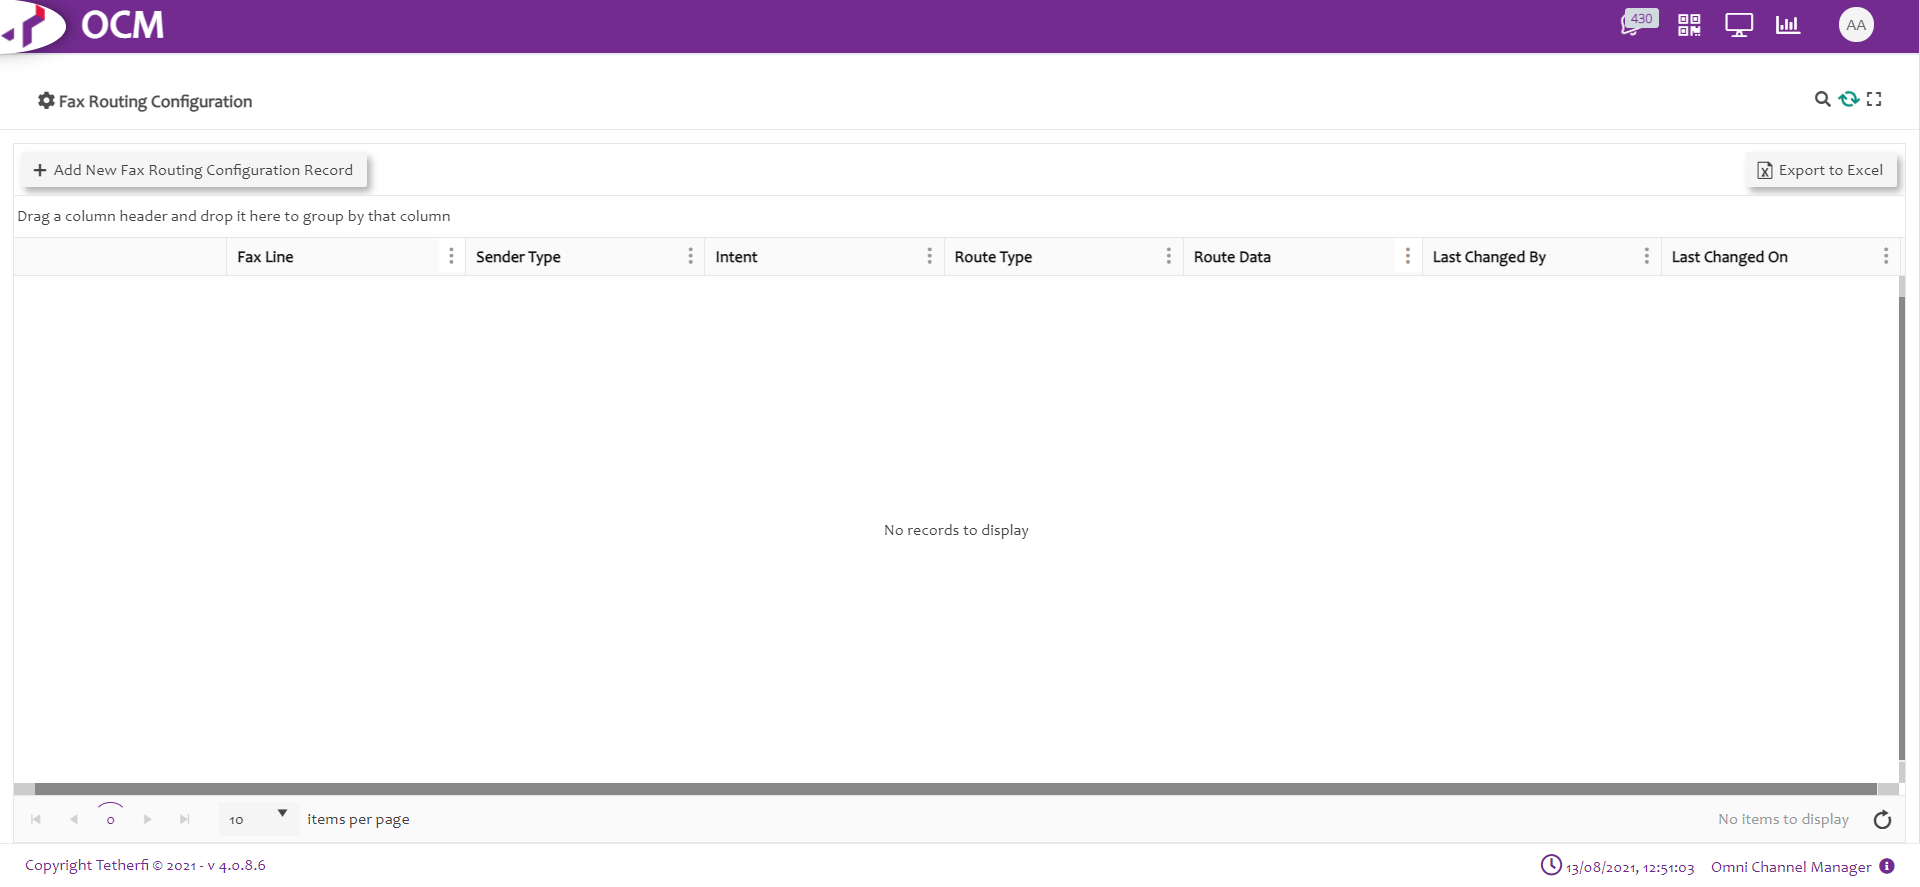 OCM
430
AA
Fax Routing Configuration
Add New Fax Routing Configuration Record
Export to Excel
Drag a column header and drop it here to group by that column
Fax Line Sender Type Intent Route Type Route Data Last Changed By Last Changed On
No records to display
0 10 items per page No items to display
Copyright Tetherfi © 2021 - v 4.0.8.6 13/08/2021, 12:51:03 Omni Channel Manager